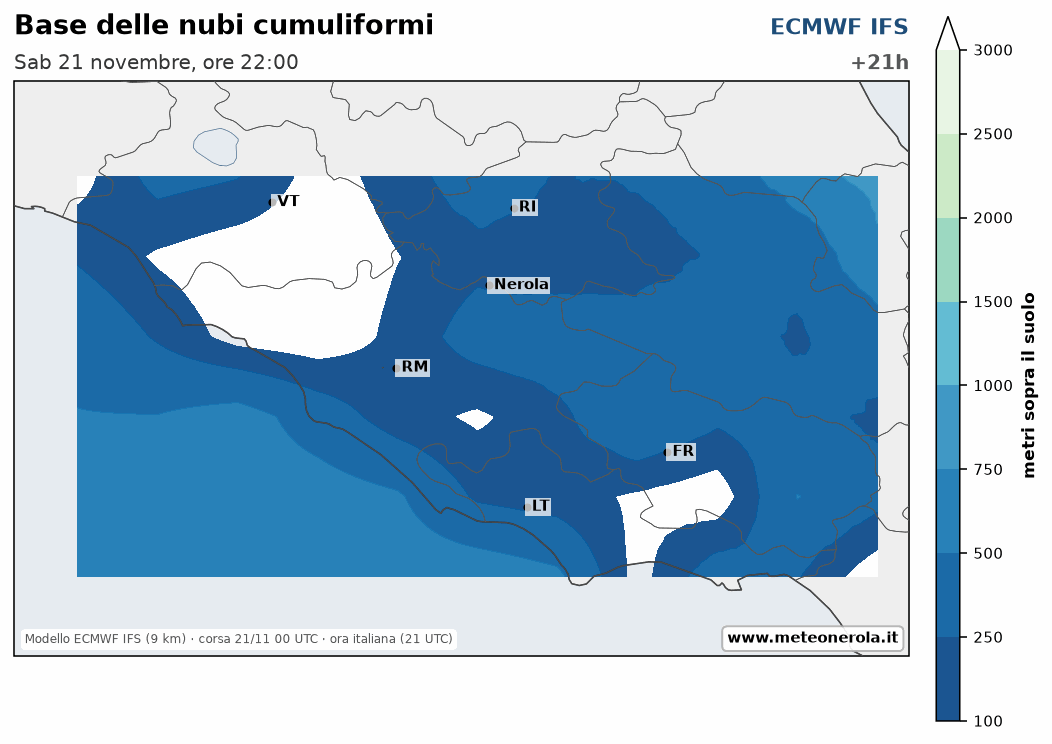 Base delle nubi cumuliformi
ECMWF IFS
Sab 21 novembre, ore 22:00
+21h
VT
RI
Nerola
RM
FR
LT
3000
2500
2000
1500
1000
750
500
250
100
metri sopra il suolo
Modello ECMWF IFS (9 km) · corsa 21/11 00 UTC · ora italiana (21 UTC)
www.meteonerola.it